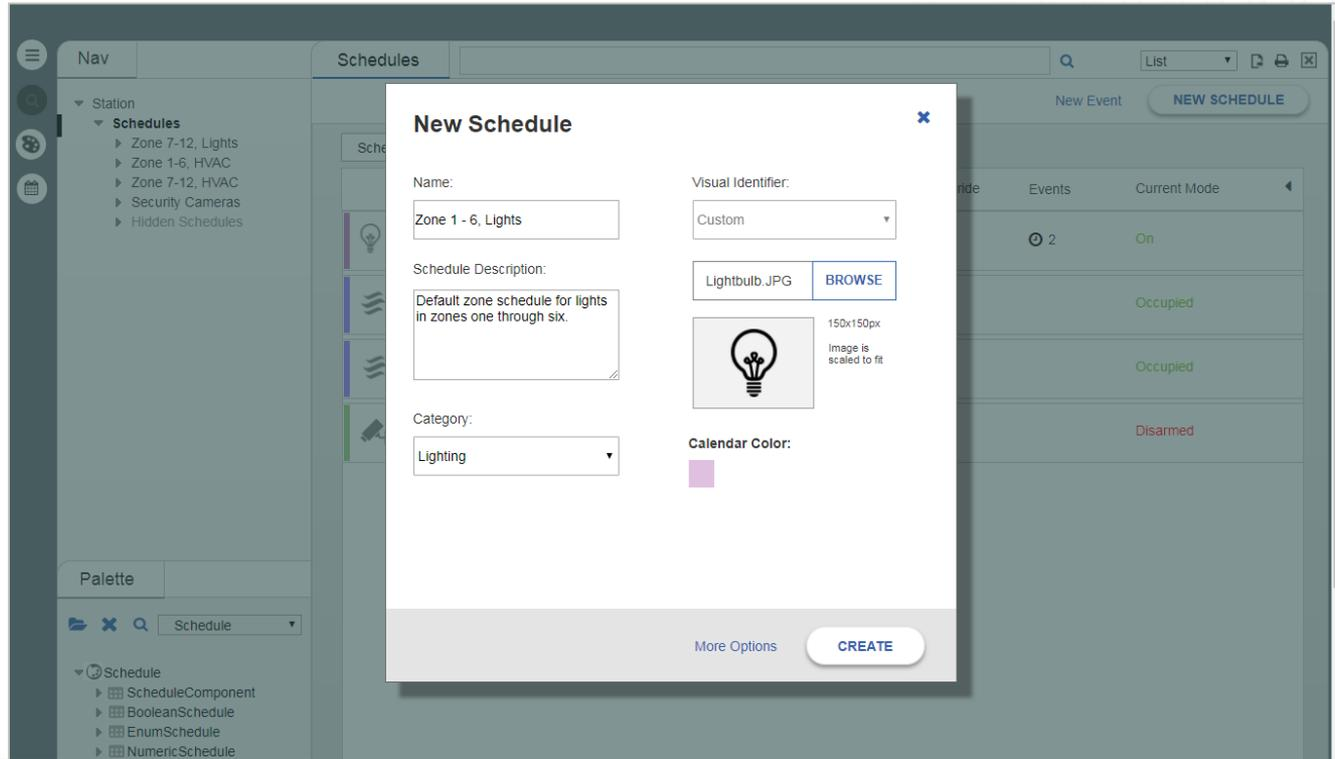 Nav
Schedules
List
New Event
NEW SCHEDULE
Station
Schedules
Zone 7-12, Lights
Zone 1-6, HVAC
Zone 7-12, HVAC
Security Cameras
Hidden Schedules
Events
Current Mode
2
On
Occupied
Occupied
Disarmed
New Schedule
Name:
Zone 1 - 6, Lights
Schedule Description:
Default zone schedule for lights
in zones one through six.
Category:
Lighting
Visual Identifier:
Custom
Lightbulb.JPG
BROWSE
150x150px
Image is
scaled to fit
Calendar Color:
More Options
CREATE
Palette
Schedule
Schedule
ScheduleComponent
BooleanSchedule
EnumSchedule
NumericSchedule